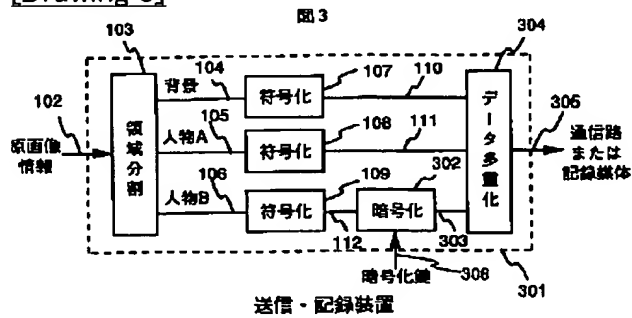 [Drawing 3]
図3
103
304
104
107
110
背景
符号化
102
105
108
111
305
原画像
情報
領域分割
人物A
符号化
データ多重化
通信路
または
記録媒体
106
109
302
人物B
符号化
暗号化
112
303
暗号化鍵
308
301
送信・記録装置